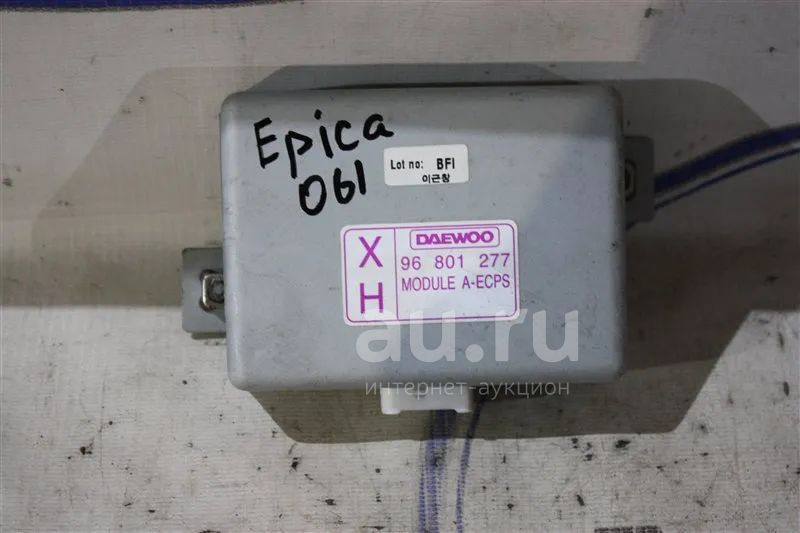 Epica
061
Lot no: BFI
이근창
X
H
DAEWOO
96 801 277
MODULE A-ECPS
au.ru
интернет-аукцион